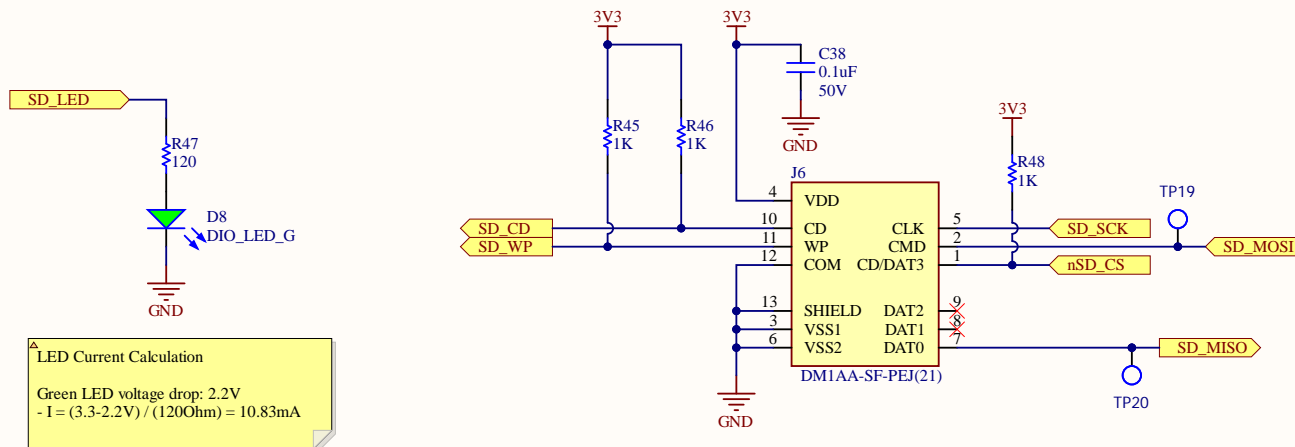 3V3
3V3
C38
0.1uF
50V
GND
SD_LED
R47
120
D8
DIO_LED_G
GND
R45
1K
R46
1K
3V3
R48
1K
TP19
J6
4
VDD
SD_CD
10
CD
CLK
5
SD_SCK
SD_WP
11
WP
CMD
2
SD_MOSI
12
COM
CD/DAT3
1
nSD_CS
13
SHIELD
DAT2
9
3
VSS1
DAT1
8
6
VSS2
DAT0
7
SD_MISO
DM1AA-SF-PEJ(21)
TP20
GND
LED Current Calculation
Green LED voltage drop: 2.2V
- I = (3.3-2.2V) / (120Ohm) = 10.83mA